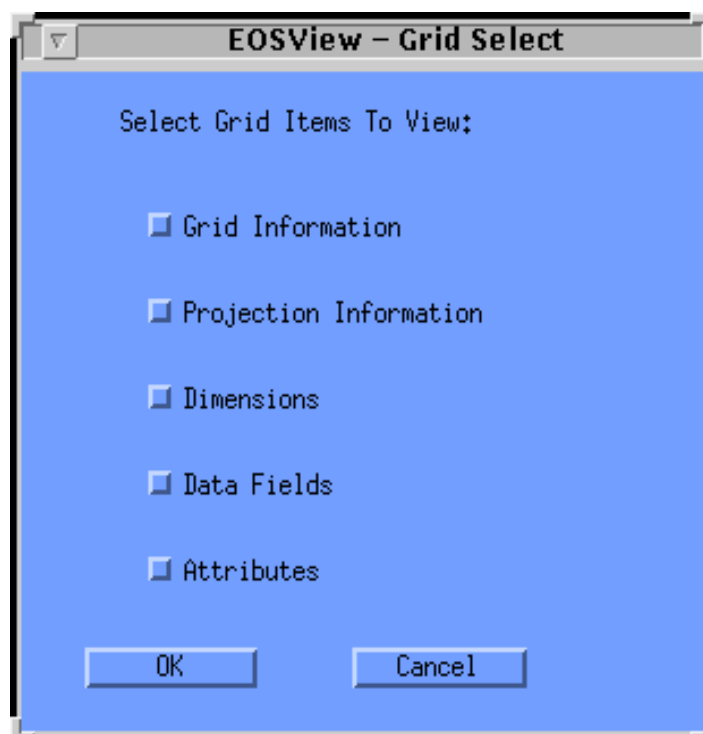 EOSView – Grid Select
Select Grid Items To View:
Grid Information
Projection Information
Dimensions
Data Fields
Attributes
OK
Cancel